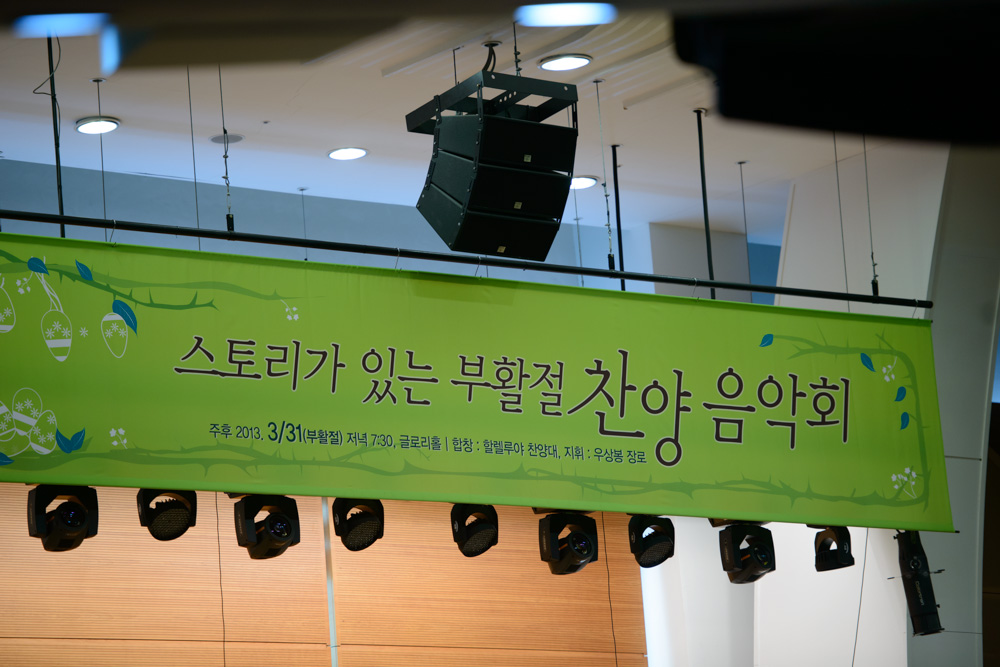 스토리가 있는 부활절 찬양 음악회
주후 2013. 3/31(부활절) 저녁 7:30, 글로리홀 | 합창 : 할렐루야 찬양대, 지휘 : 우상봉 장로